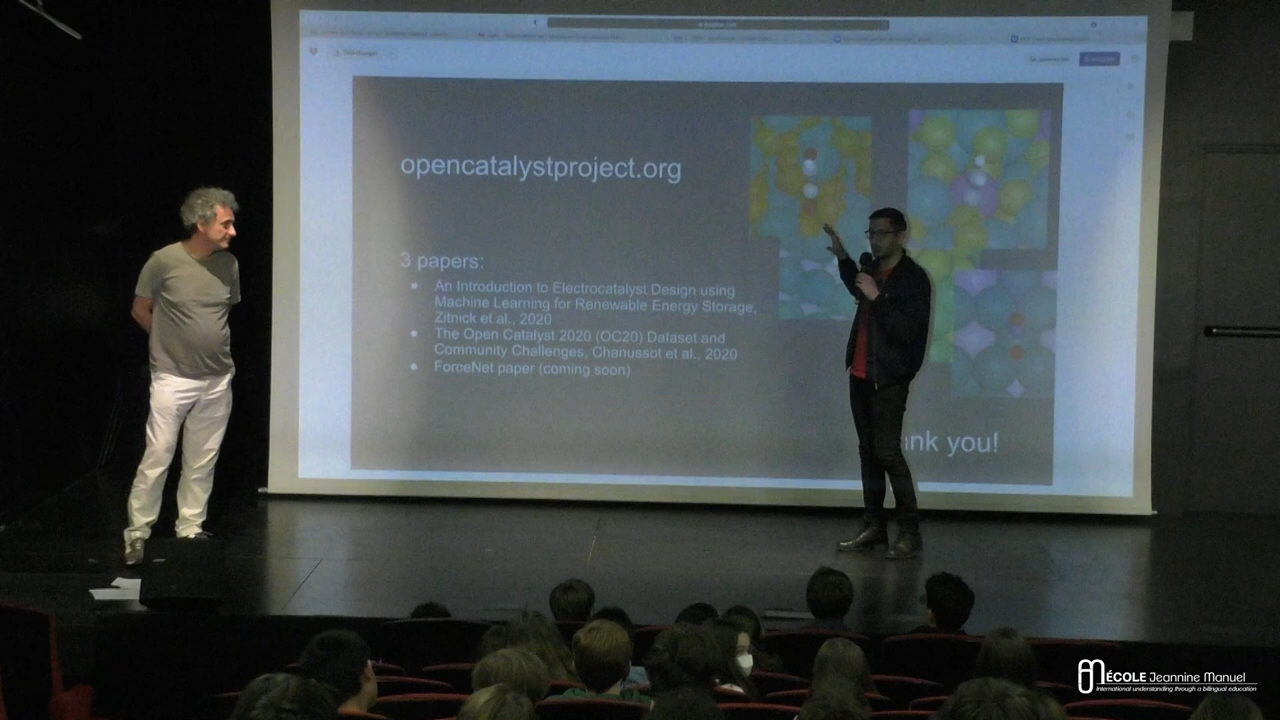 opencatalystproject.org
3 papers:
● An Introduction to Electrocatalyst Design using
Machine Learning for Renewable Energy Storage,
Zitnick et al., 2020
● The Open Catalyst 2020 (OC20) Dataset and
Community Challenges, Chanussot et al., 2020
● ForceNet paper (coming soon)
ank you!
ÉCOLE Jeannine Manuel
International understanding through a bilingual education